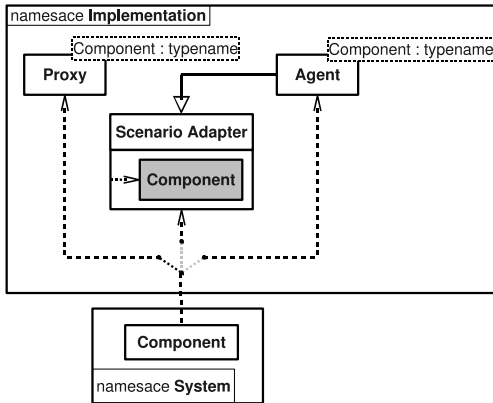 namesace Implementation
Component : typename
Component : typename
Proxy
Agent
Scenario Adapter
Component
Component
namesace System